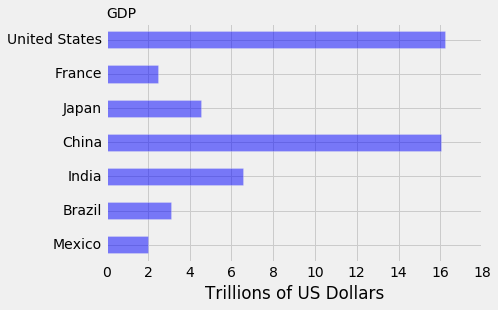 GDP
United States
France
Japan
China
India
Brazil
Mexico
0 2 4 6 8 10 12 14 16 18
Trillions of US Dollars